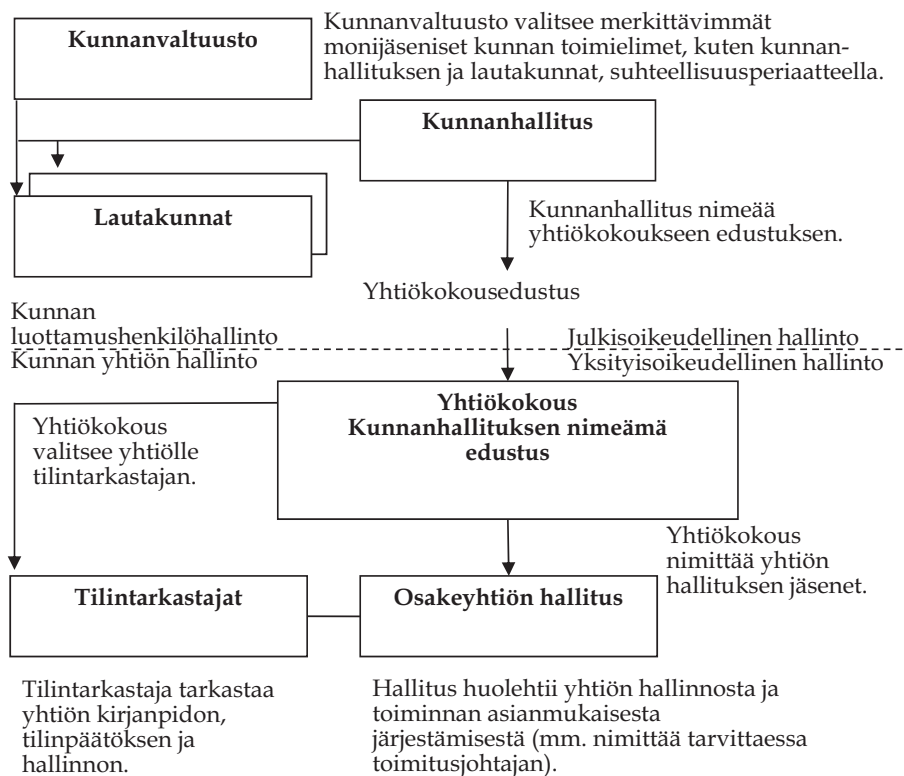 Kunnanvaltuusto
Kunnanvaltuusto valitsee merkittävimmät
monijäseniset kunnan toimielimet, kuten kunnan-
hallituksen ja lautakunnat, suhteellisuusperiaatteella.
Kunnanhallitus
Lautakunnat
Kunnanhallitus nimeää
yhtiökokoukseen edustuksen.
Yhtiökokousedustus
Kunnan
luottamushenkilöhallinto
Julkisoikeudellinen hallinto
Kunnan yhtiön hallinto
Yksityisoikeudellinen hallinto
Yhtiökokous
Kunnanhallituksen nimeämä
edustus
Yhtiökokous
valitsee yhtiölle
tilintarkastajan.
Yhtiökokous
nimittää yhtiön
hallituksen jäsenet.
Tilintarkastajat
Osakeyhtiön hallitus
Tilintarkastaja tarkastaa
yhtiön kirjanpidon,
tilinpäätöksen ja
hallinnon.
Hallitus huolehtii yhtiön hallinnosta ja
toiminnan asianmukaisesta
järjestämisestä (mm. nimittää tarvittaessa
toimitusjohtajan).